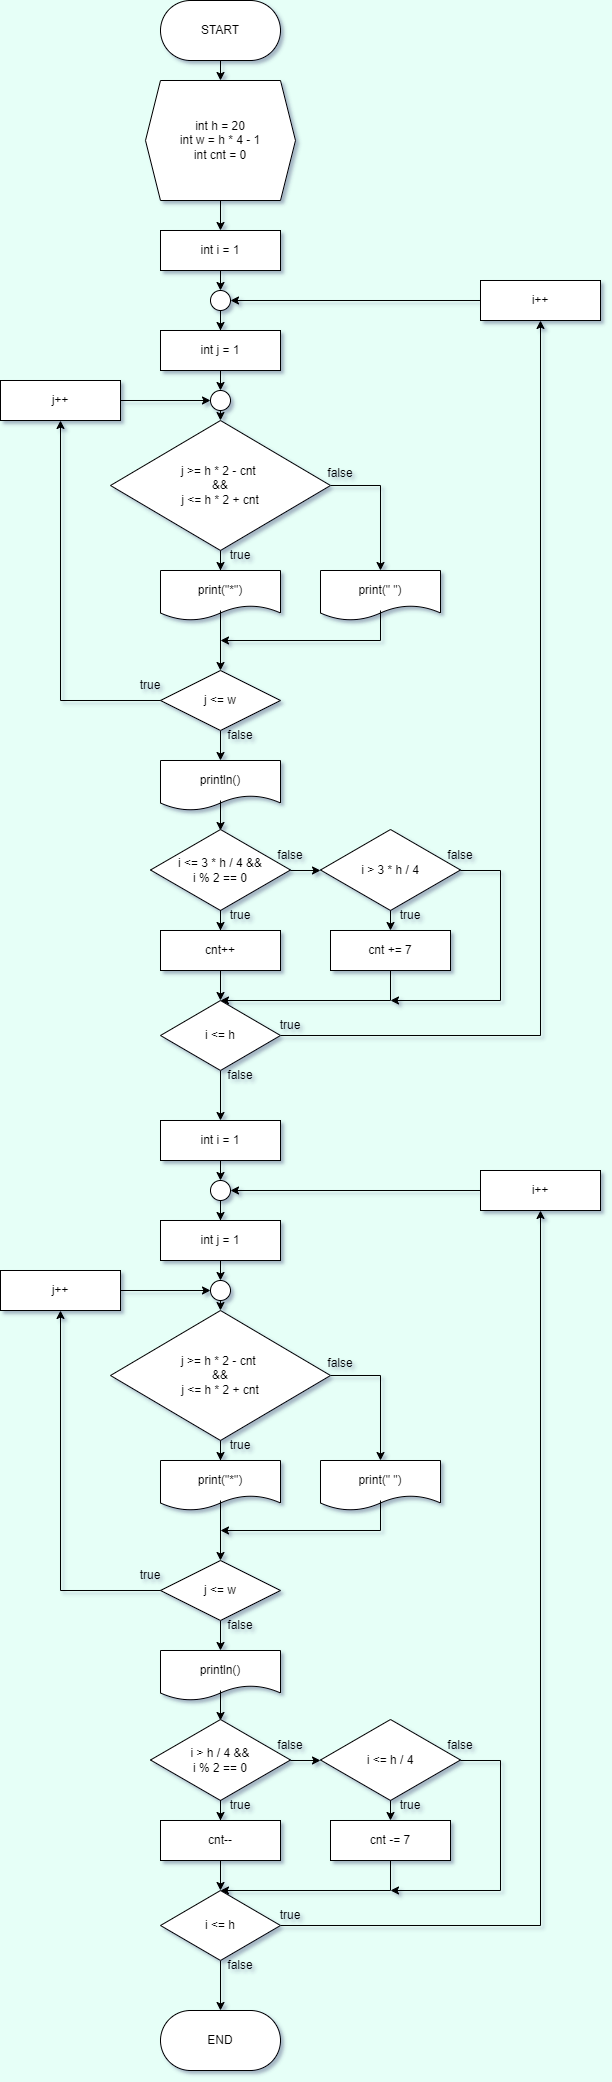 START
int h = 20
int w = h * 4 - 1
int cnt = 0
int i = 1
i++
int j = 1
j++
j >= h * 2 - cnt
&&
j <= h * 2 + cnt
false
true
print("*")
print(" ")
true
j <= w
false
println()
i <= 3 * h / 4 &&
i % 2 == 0
false
i > 3 * h / 4
false
true
true
cnt++
cnt += 7
i <= h
true
false
int i = 1
i++
int j = 1
j++
j >= h * 2 - cnt
&&
j <= h * 2 + cnt
false
true
print("*")
print(" ")
true
j <= w
false
println()
i > h / 4 &&
i % 2 == 0
false
i <= h / 4
false
true
true
cnt--
cnt -= 7
i <= h
true
false
END